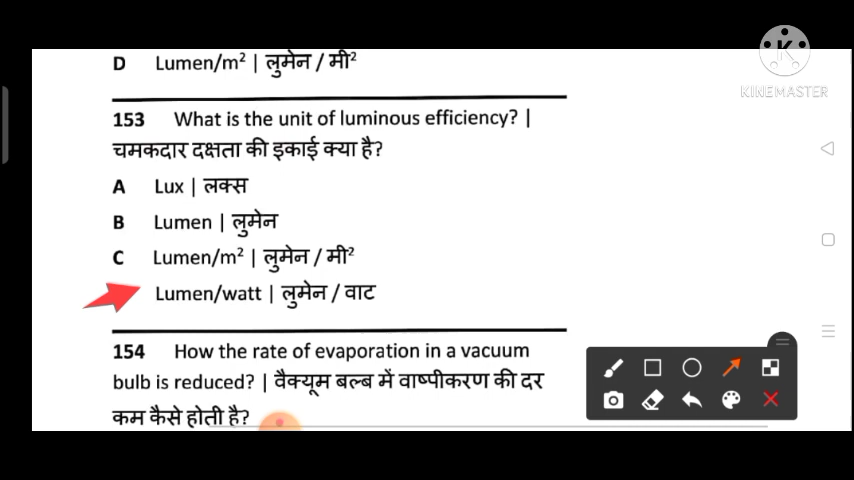 D Lumen/m² | लुमेन / मी²
KINEMASTER
153 What is the unit of luminous efficiency? |
चमकदार दक्षता की इकाई क्या है?
A Lux | लक्स
B Lumen | लुमेन
C Lumen/m² | लुमेन / मी²
Lumen/watt | लुमेन / वाट
154 How the rate of evaporation in a vacuum
bulb is reduced? | वैक्यूम बल्ब में वाष्पीकरण की दर
कम कैसे होती है?